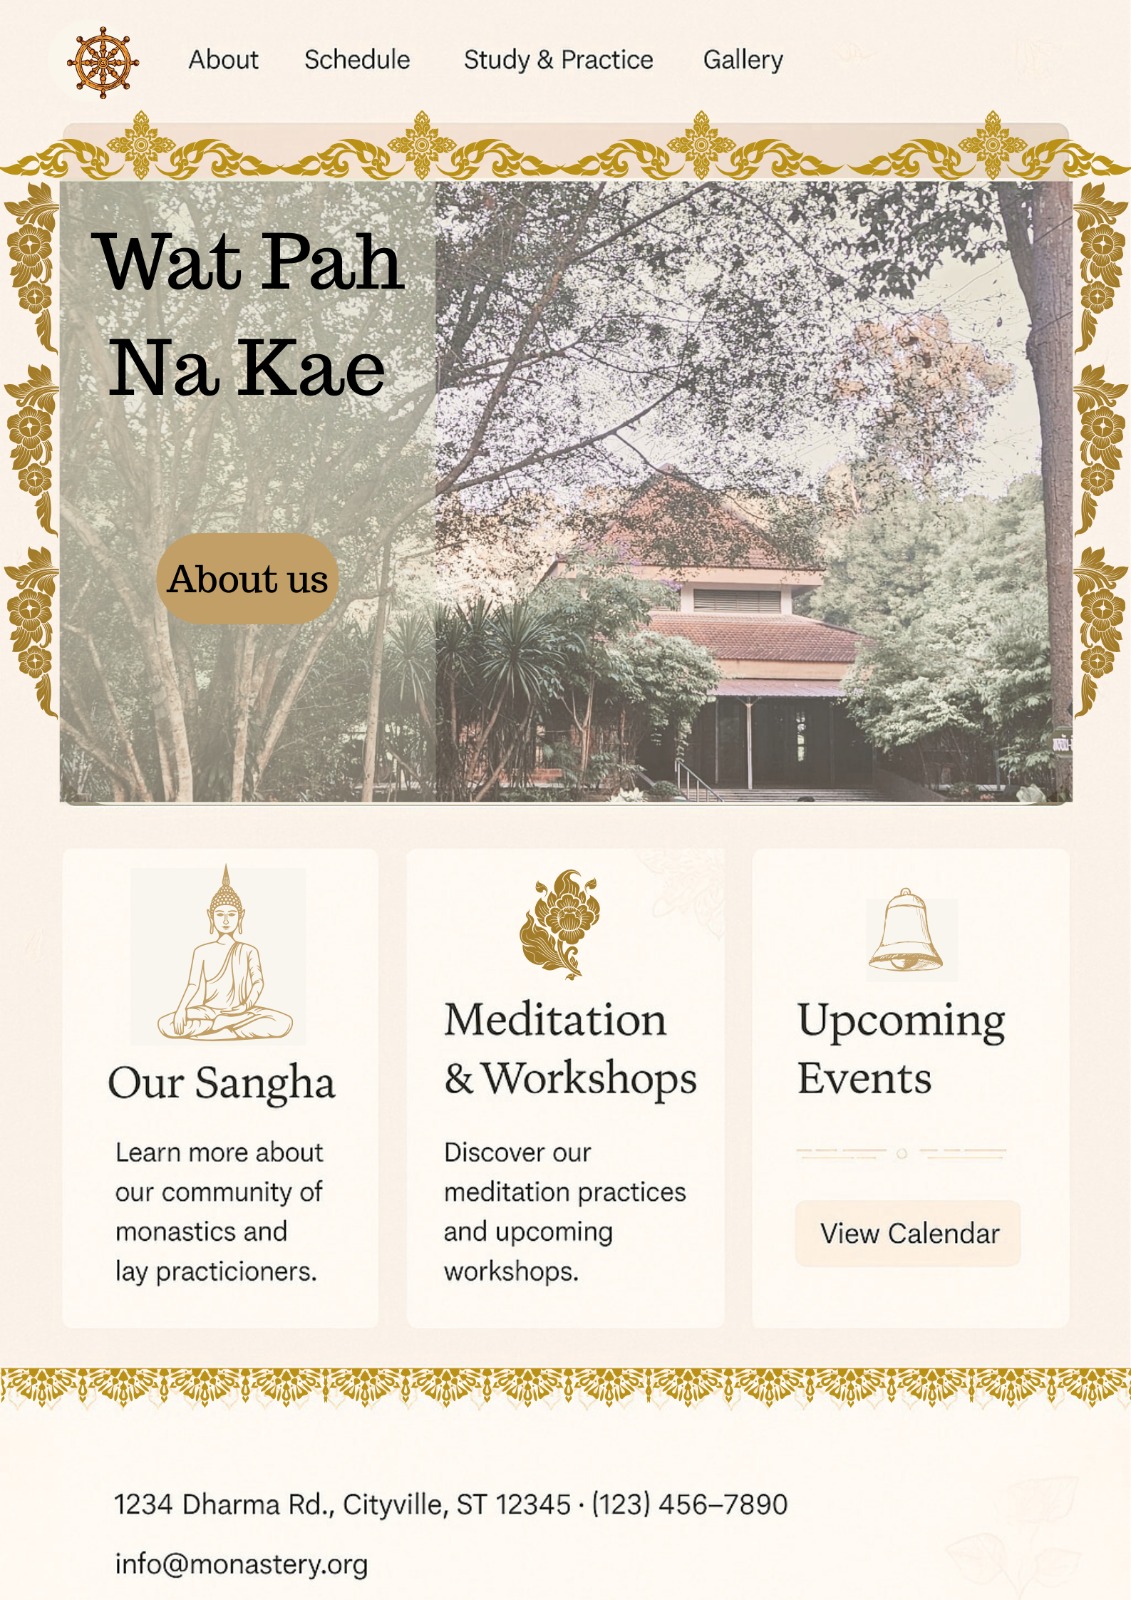 About Schedule Study & Practice Gallery
Wat Pah
Na Kae
About us
Our Sangha
Learn more about
our community of
monastics and
lay practicioners.
Meditation
& Workshops
Discover our
meditation practices
and upcoming
workshops.
Upcoming
Events
View Calendar
1234 Dharma Rd., Cityville, ST 12345 · (123) 456–7890
info@monastery.org